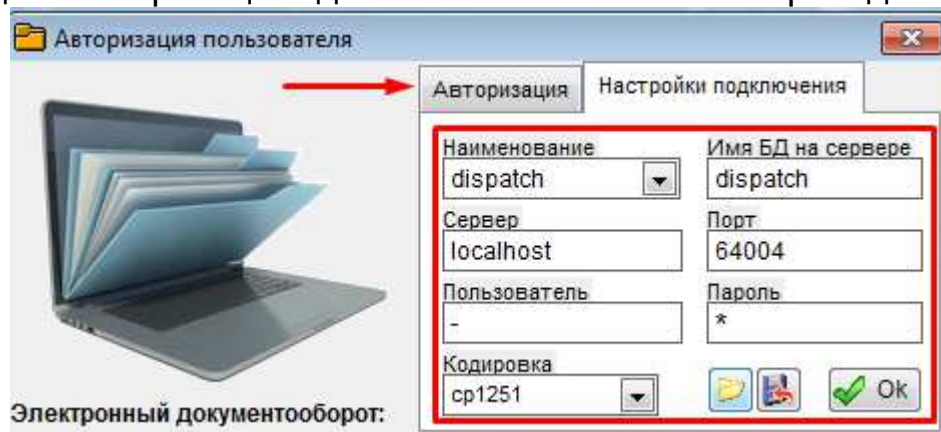 Авторизация пользователя
Авторизация
Настройки подключения
Наименование
Имя БД на сервере
dispatch
dispatch
Сервер
Порт
localhost
64004
Пользователь
Пароль
-
*
Кодировка
cp1251
Ok
Электронный документооборот: